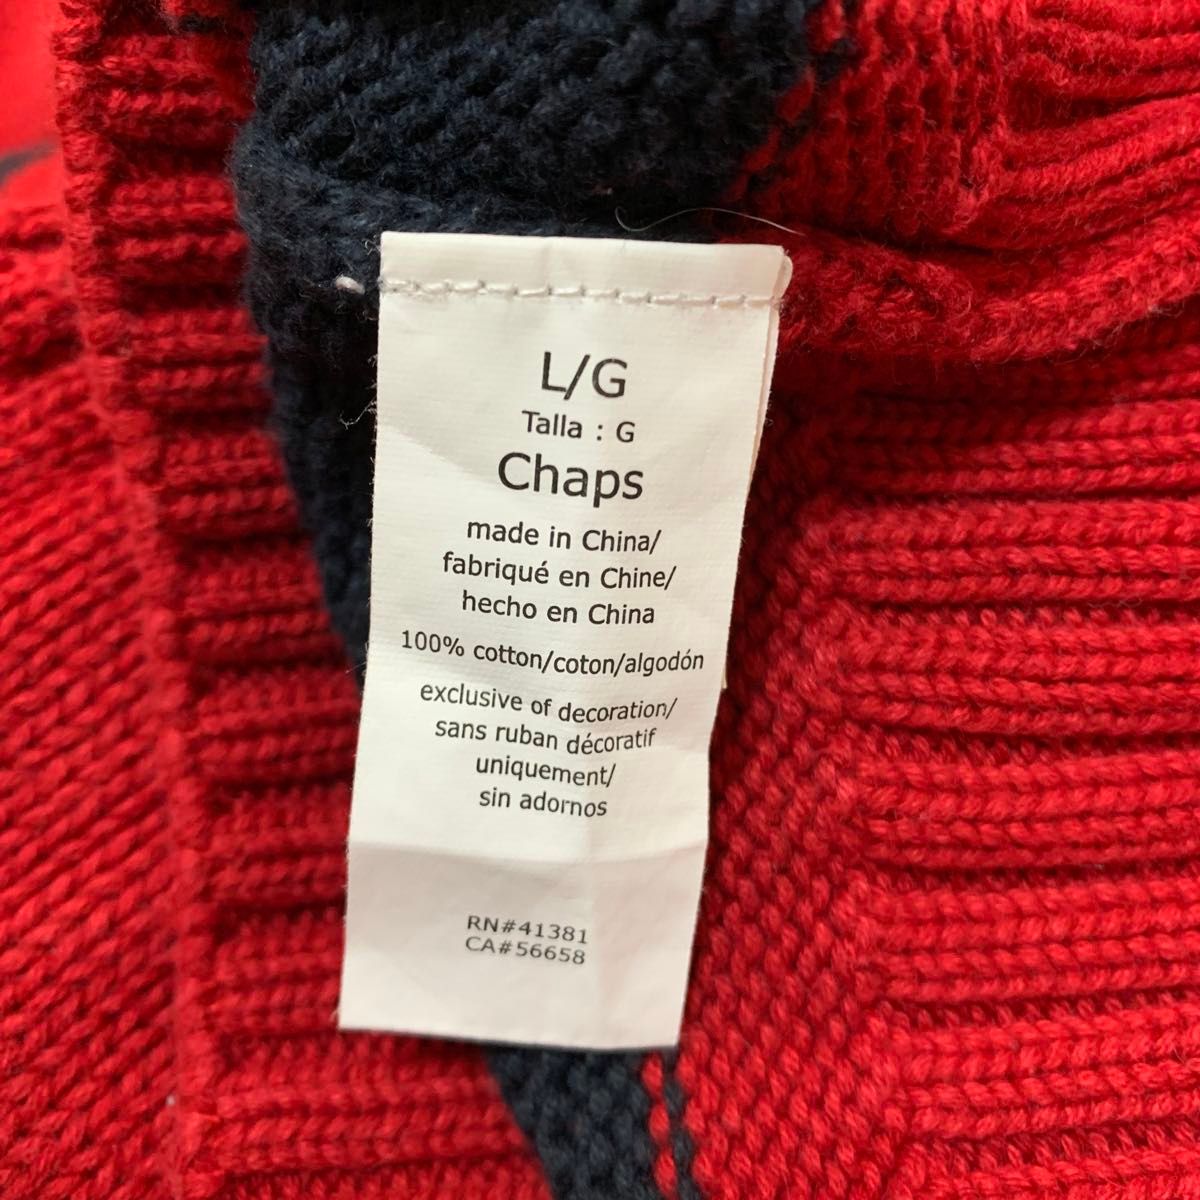 L/G
Talla : G
Chaps
made in China/
fabriqué en Chine/
hecho en China
100% cotton/coton/algodón
exclusive of decoration/
sans ruban décoratif
uniquement/
sin adornos
RN#41381
CA#56658